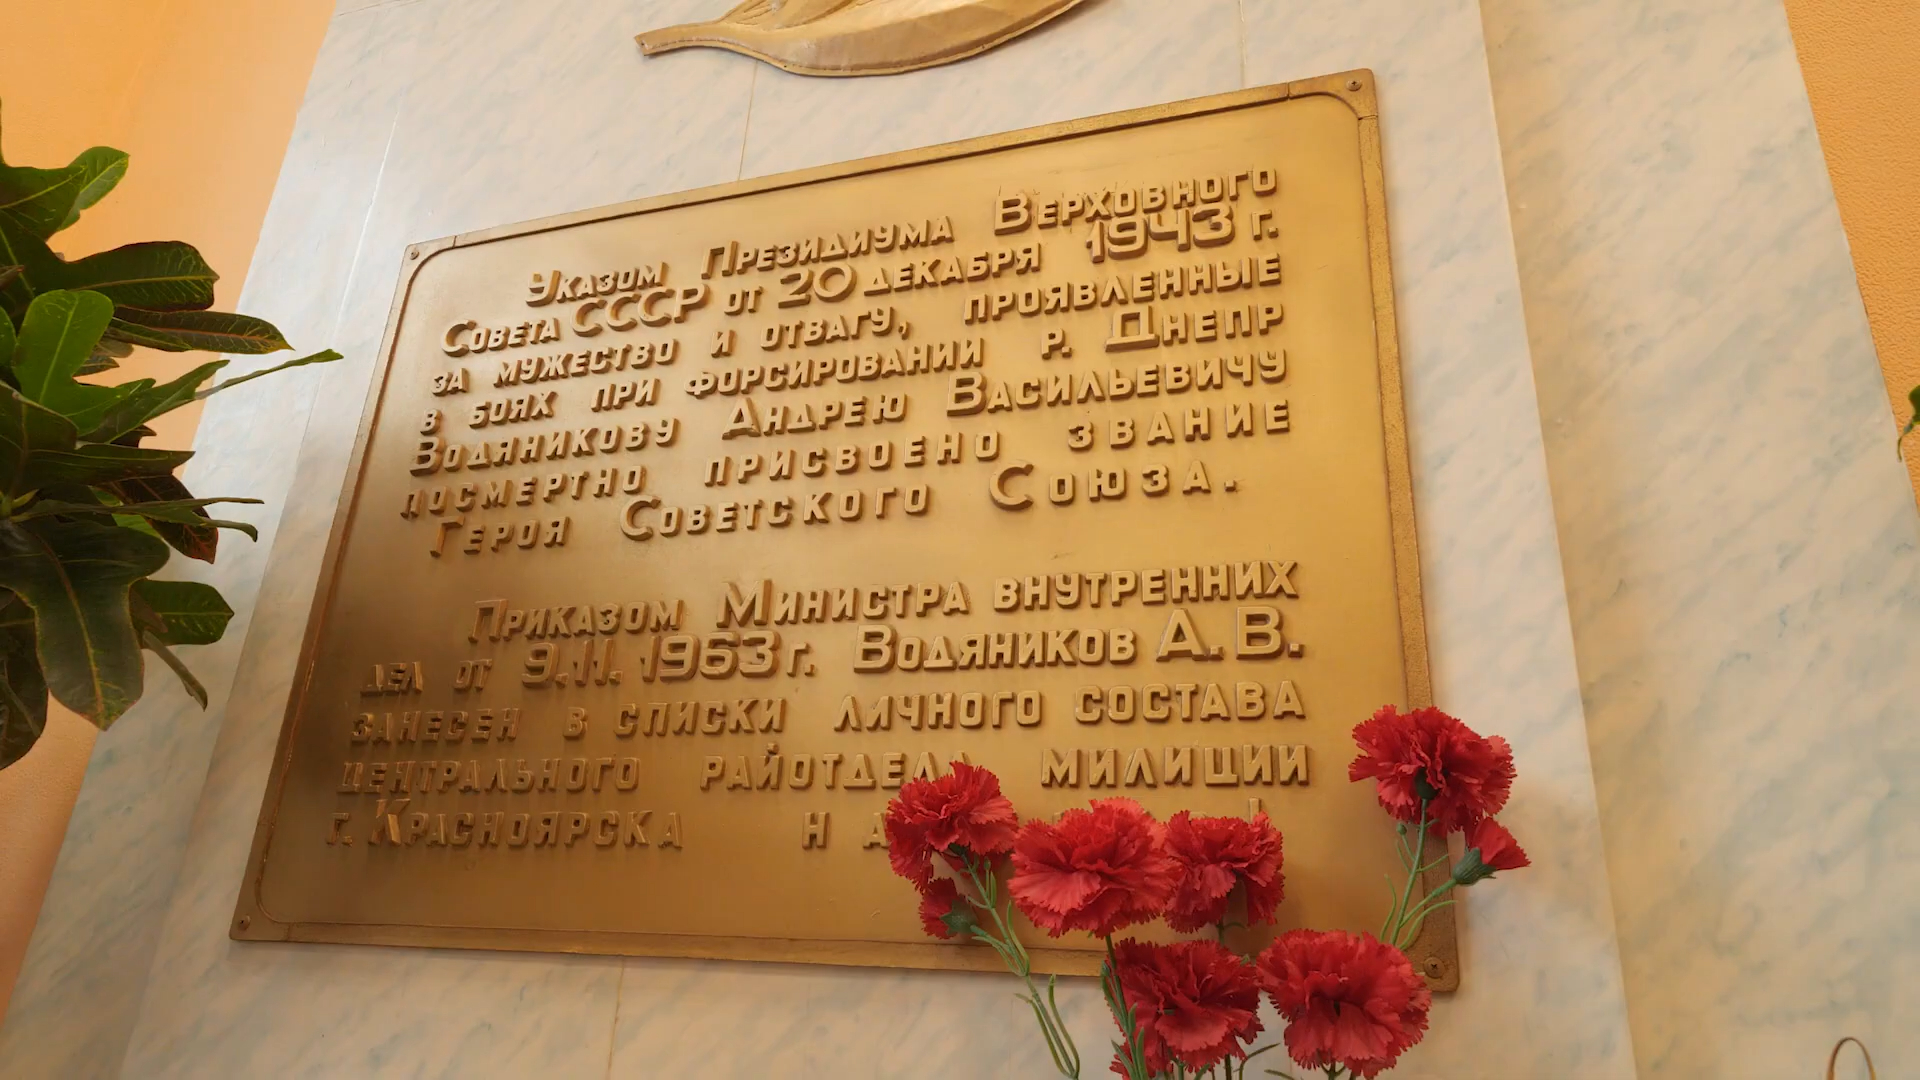 Указом Президиума Верховного
Совета СССР от 20 декабря 1943 г.
за мужество и отвагу, проявленные
в боях при форсировании р. Днепр
Водяникову Андрею Васильевичу
посмертно присвоено звание
Героя Советского Союза.
Приказом Министра внутренних
дел от 9.11.1963 г. Водяников А. В.
занесен в списки личного состава
центрального райотдела милиции
г. Красноярска